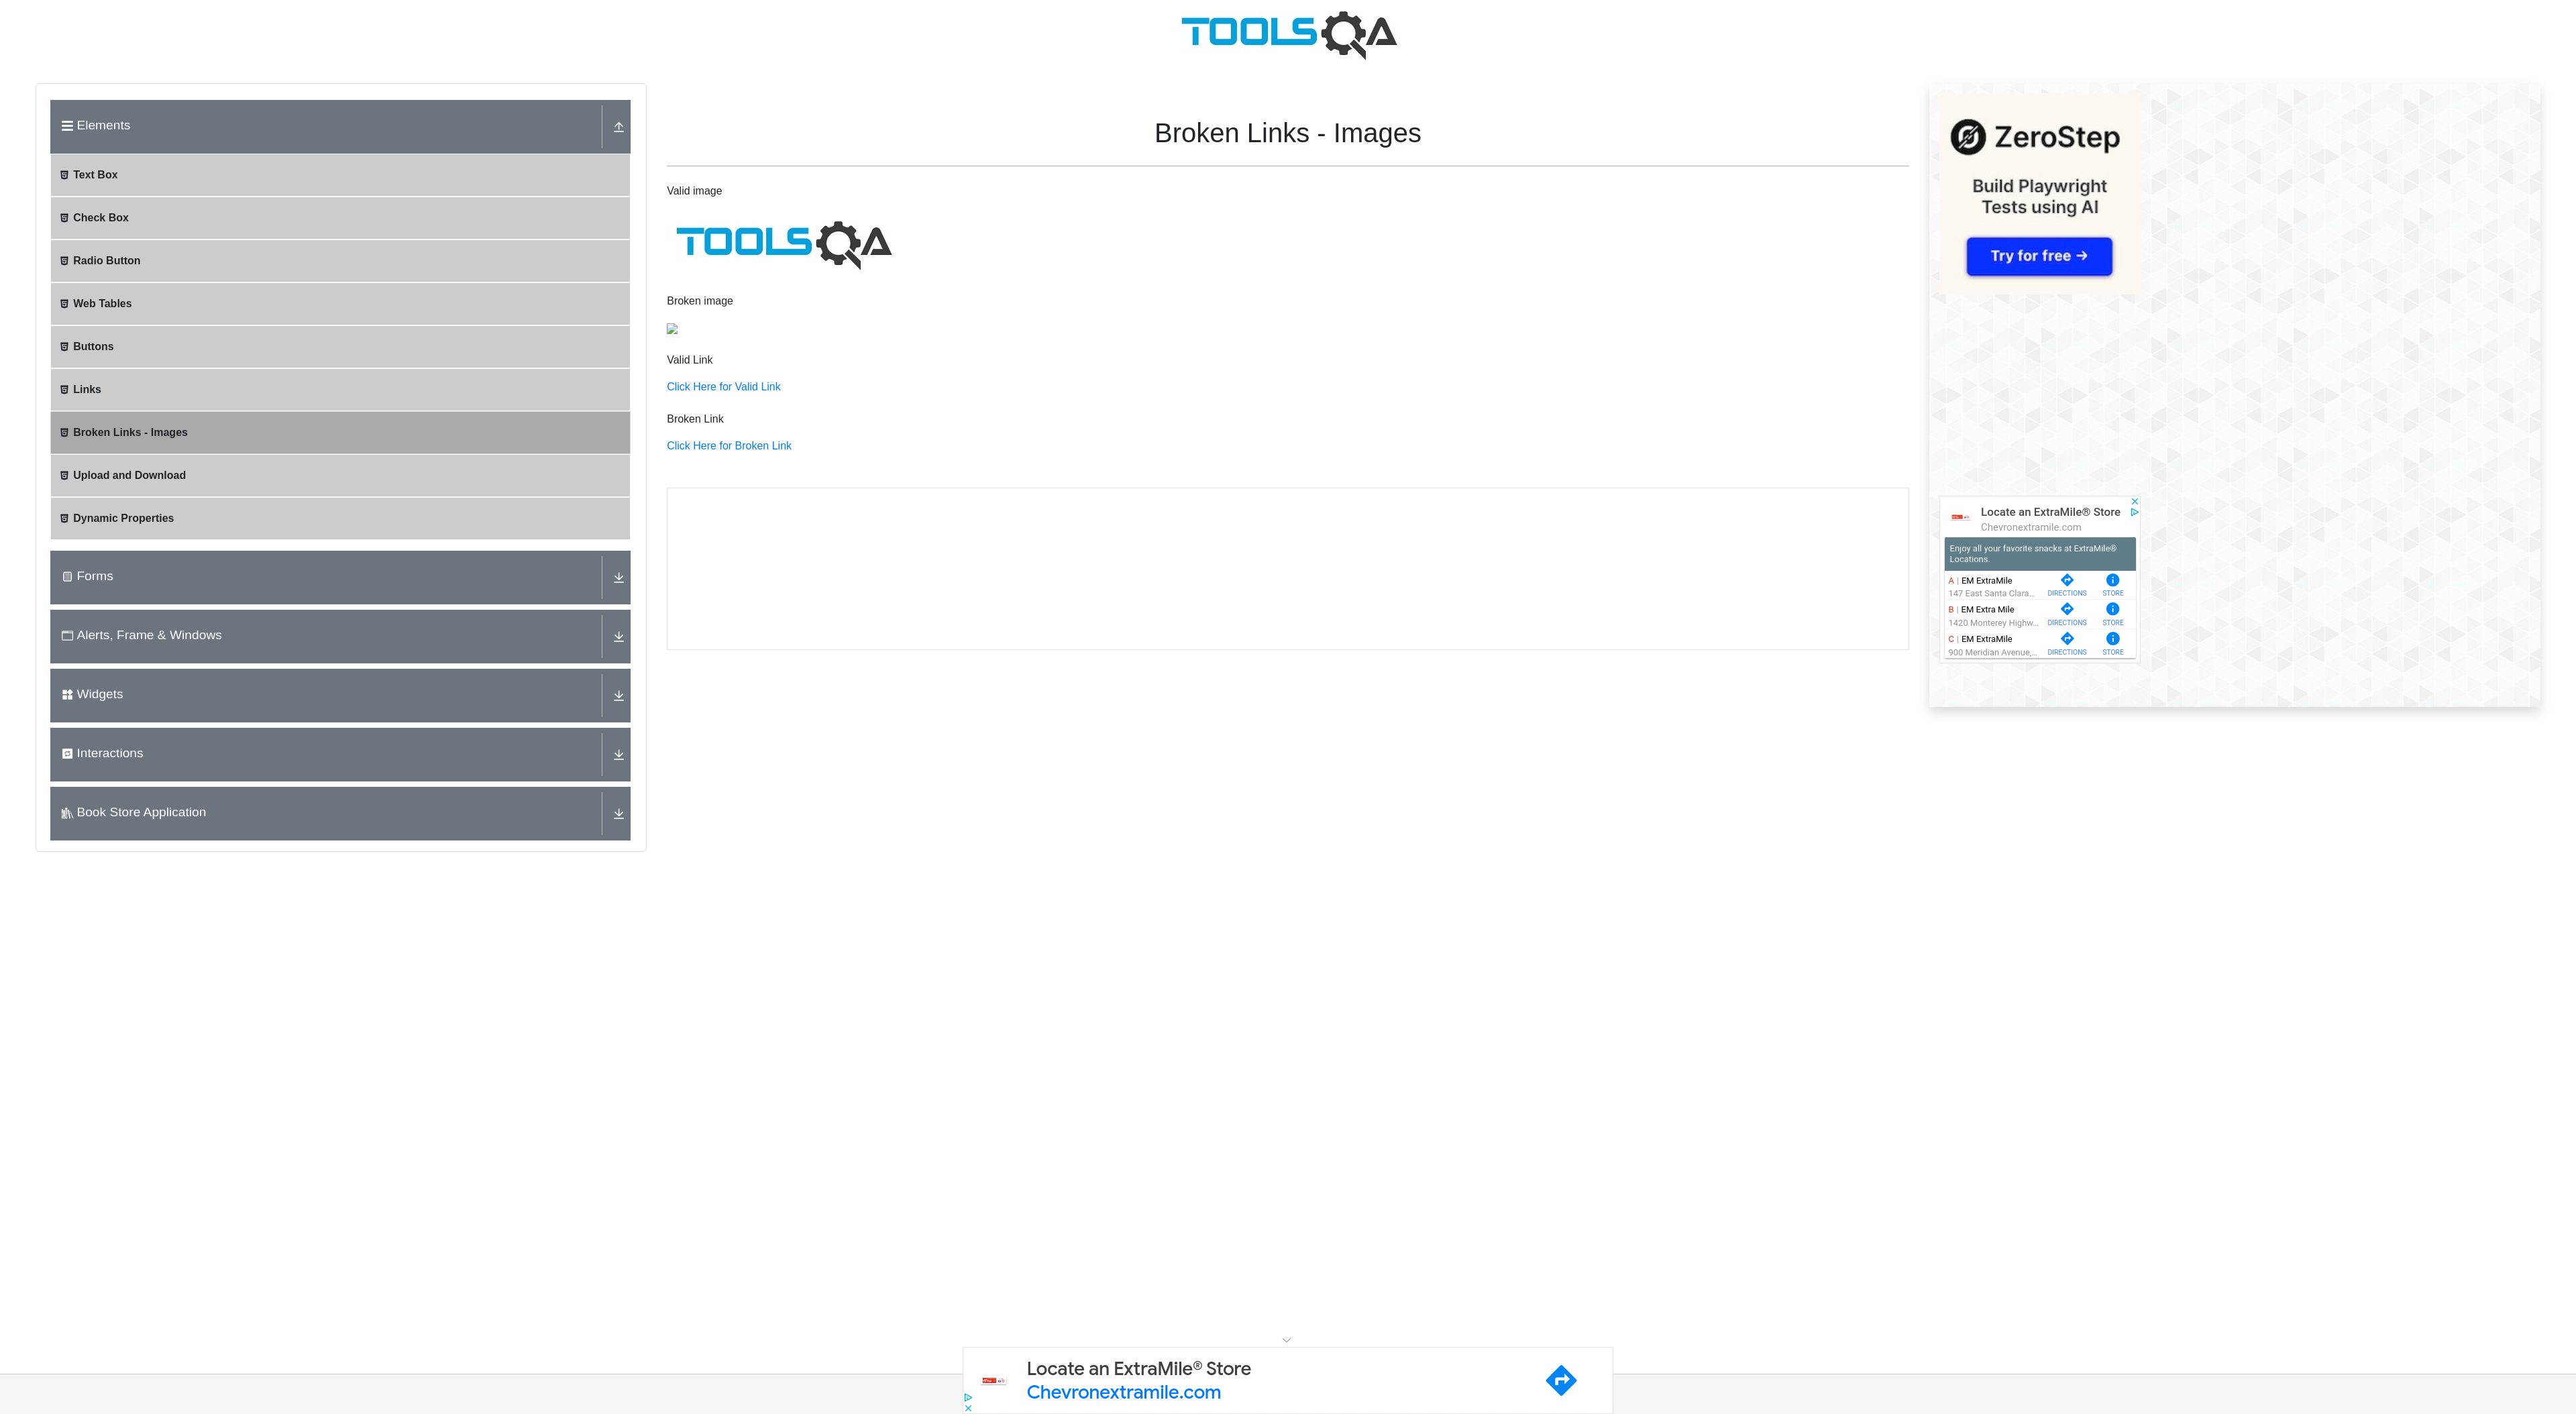 TOOLSQA
Elements
Text Box
Check Box
Radio Button
Web Tables
Buttons
Links
Broken Links - Images
Upload and Download
Dynamic Properties
Forms
Alerts, Frame & Windows
Widgets
Interactions
Book Store Application
Broken Links - Images
Valid image
TOOLSQA
Broken image
Valid Link
Click Here for Valid Link
Broken Link
Click Here for Broken Link
ZeroStep
Build Playwright
Tests using AI
Try for free →
Locate an ExtraMile® Store
Chevronextramile.com
Enjoy all your favorite snacks at ExtraMile®
Locations.
A | EM ExtraMile
147 East Santa Clara... DIRECTIONS STORE
B | EM Extra Mile
1420 Monterey Highw... DIRECTIONS STORE
C | EM ExtraMile
900 Meridian Avenue,... DIRECTIONS STORE
Locate an ExtraMile® Store
Chevronextramile.com